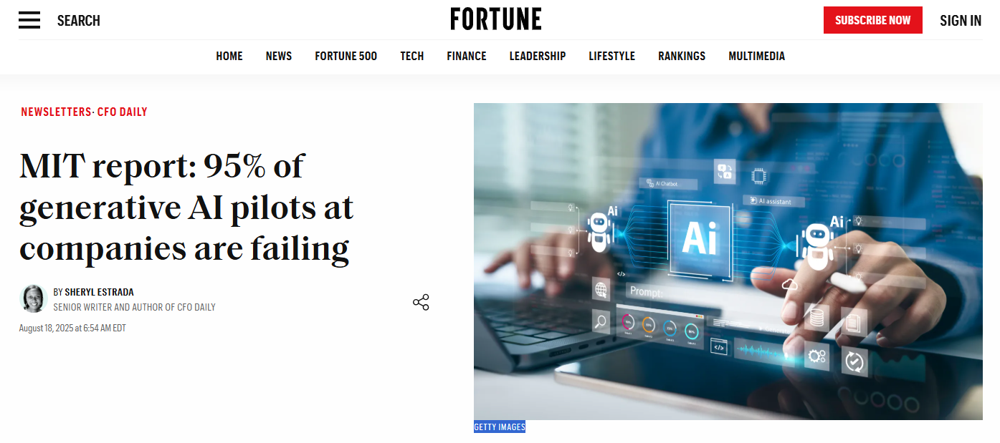 SEARCH
FORTUNE
SUBSCRIBE NOW
SIGN IN
HOME
NEWS
FORTUNE 500
TECH
FINANCE
LEADERSHIP
LIFESTYLE
RANKINGS
MULTIMEDIA
NEWSLETTERS· CFO DAILY
MIT report: 95% of
generative AI pilots at
companies are failing
BY SHERYL ESTRADA
SENIOR WRITER AND AUTHOR OF CFO DAILY
August 18, 2025 at 6:54 AM EDT
AI Chatbot
AI assistant
Ai
Ai
Ai
Prompt:
</>
</>
GETTY IMAGES